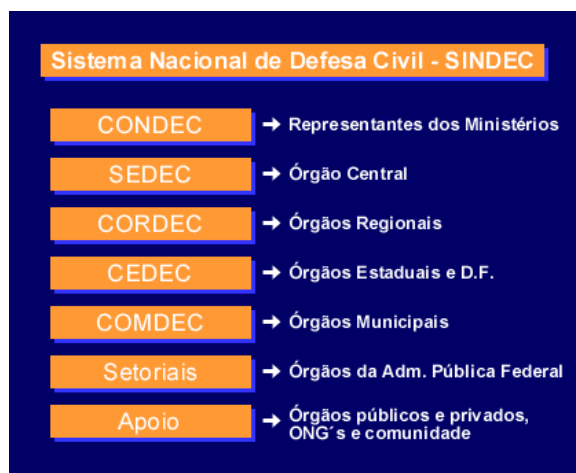 Sistema Nacional de Defesa Civil - SINDEC
CONDEC → Representantes dos Ministérios
SEDEC → Órgão Central
CORDEC → Órgãos Regionais
CEDEC → Órgãos Estaduais e D.F.
COMDEC → Órgãos Municipais
Setoriais → Órgãos da Adm. Pública Federal
Apoio → Órgãos públicos e privados,
ONG´s e comunidade